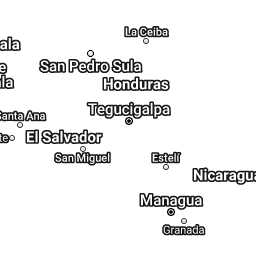 La Ceiba
ala
San Pedro Sula
e
Honduras
ala
Tegucigalpa
Santa Ana
te
El Salvador
San Miguel
Estelí
Nicaragua
Managua
Granada